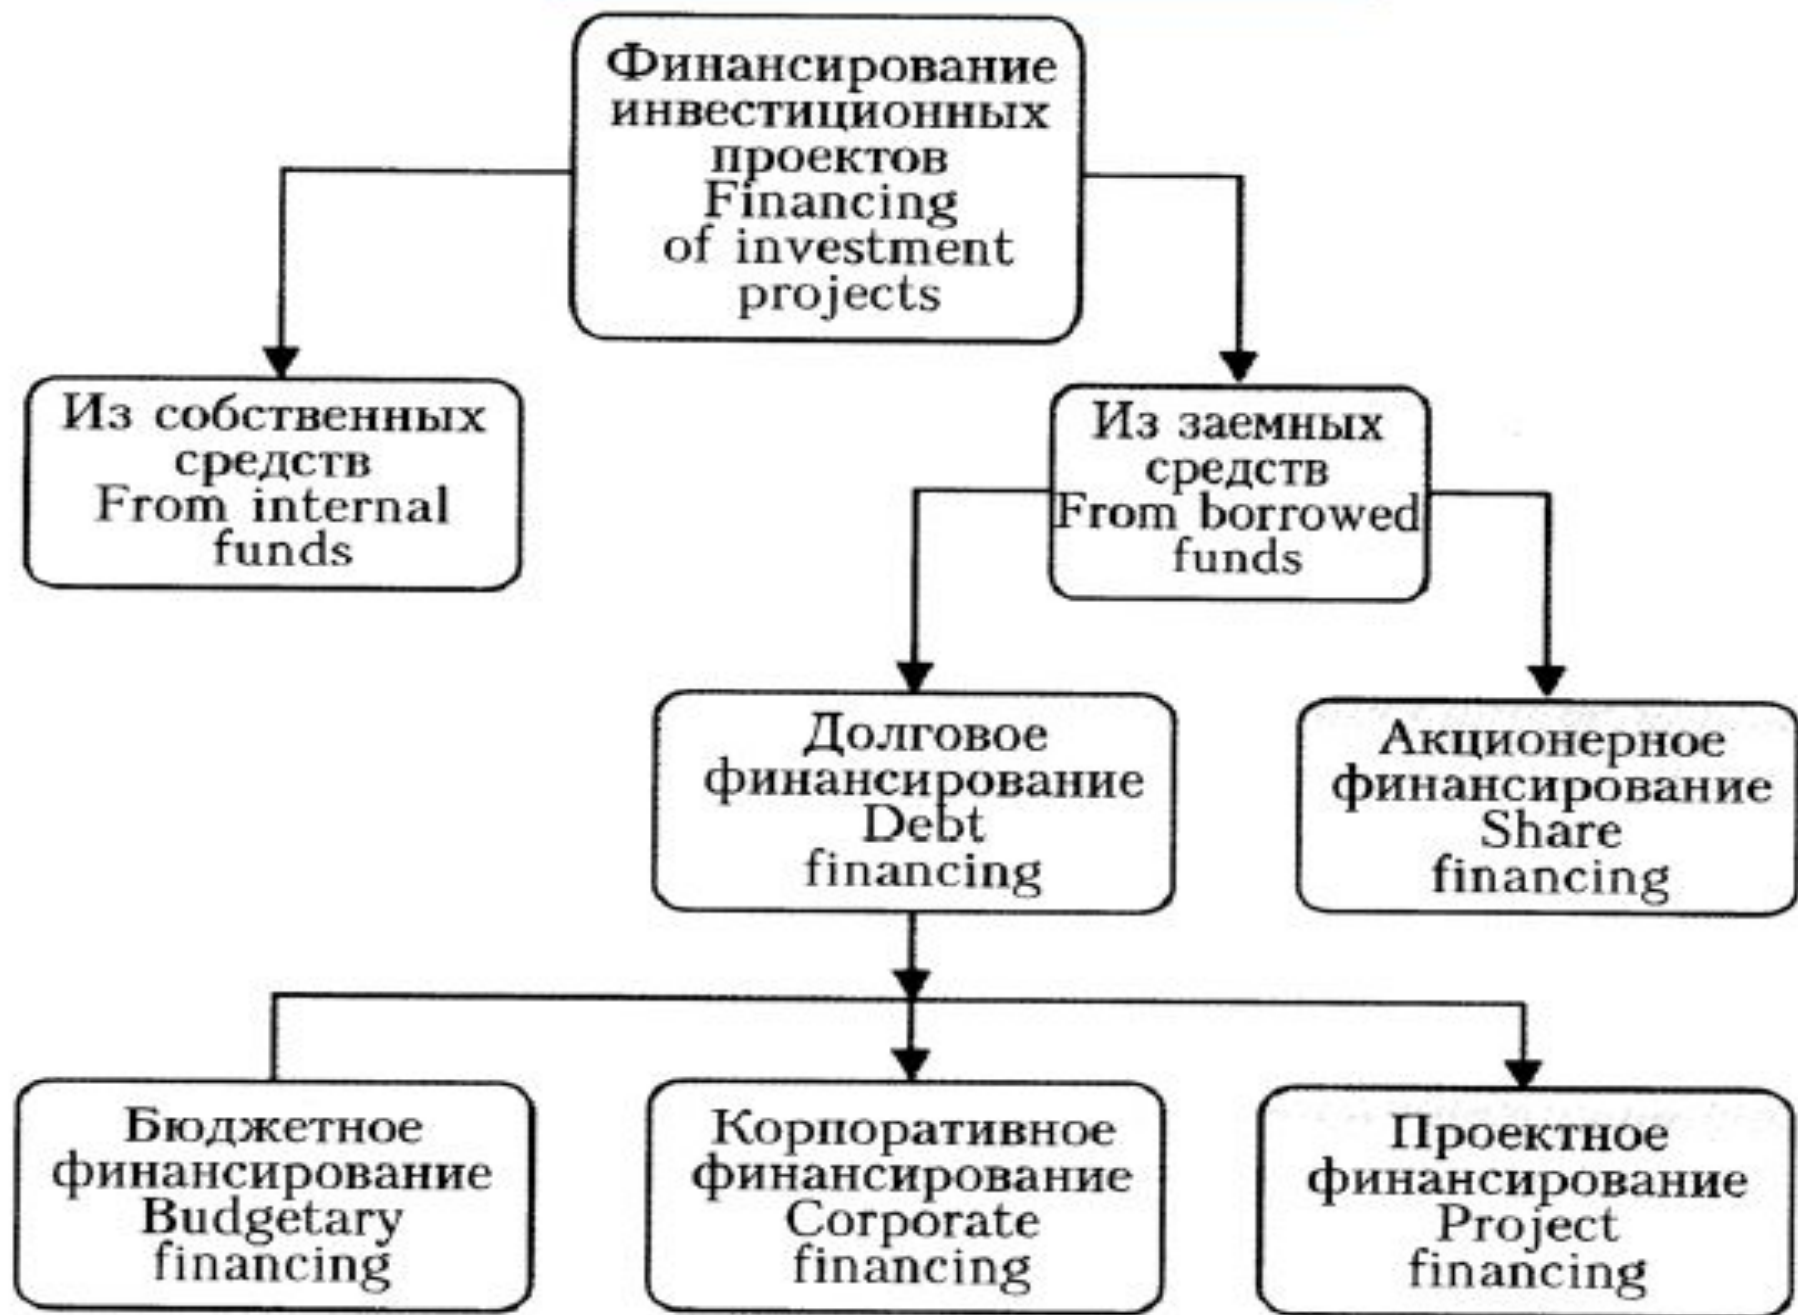 Финансирование
инвестиционных
проектов
Financing
of investment
projects
Из собственных
средств
From internal
funds
Из заемных
средств
From borrowed
funds
Долговое
финансирование
Debt
financing
Акционерное
финансирование
Share
financing
Бюджетное
финансирование
Budgetary
financing
Корпоративное
финансирование
Corporate
financing
Проектное
финансирование
Project
financing